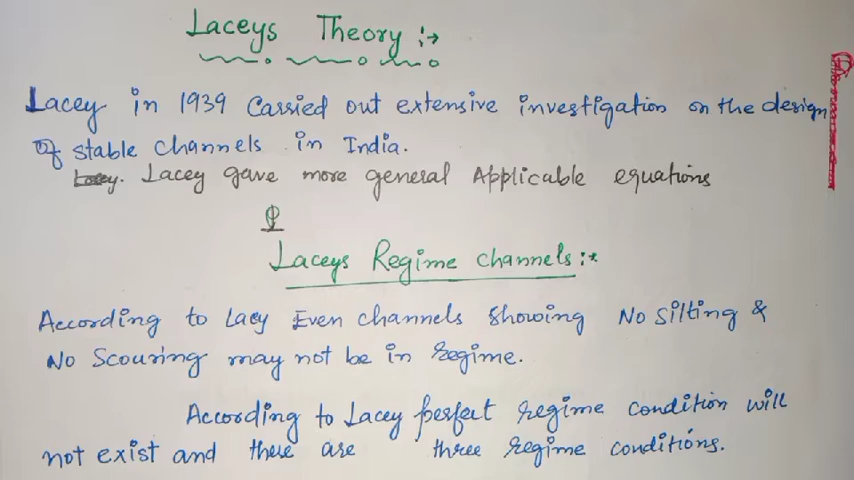 Laceys Theory :→
Lacey in 1939 Carried out extensive investigation on the design
of stable channels in India.
Lacey gave more general Applicable equations
Laceys Regime channels :*
According to Lacy Even channels showing No silting &
No Scouring may not be in regime.
According to Lacey perfect regime condition will
not exist and there are three regime conditions.